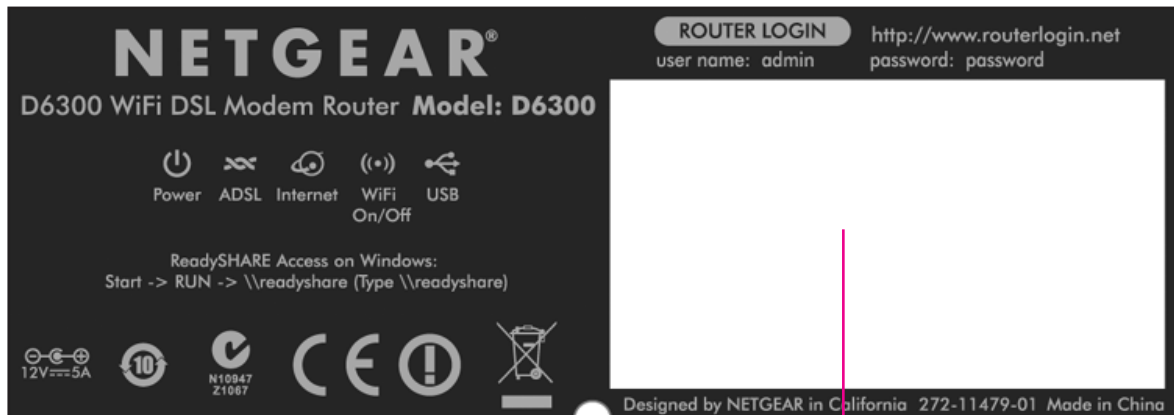 NETGEAR®
D6300 WiFi DSL Modem Router Model: D6300
Power ADSL Internet WiFi On/Off USB
ReadySHARE Access on Windows:
Start -> RUN -> \\readyshare (Type \\readyshare)
12V⎓5A
10
N10947
Z1067
CE
ROUTER LOGIN http://www.routerlogin.net
user name: admin password: password
Designed by NETGEAR in California 272-11479-01 Made in China